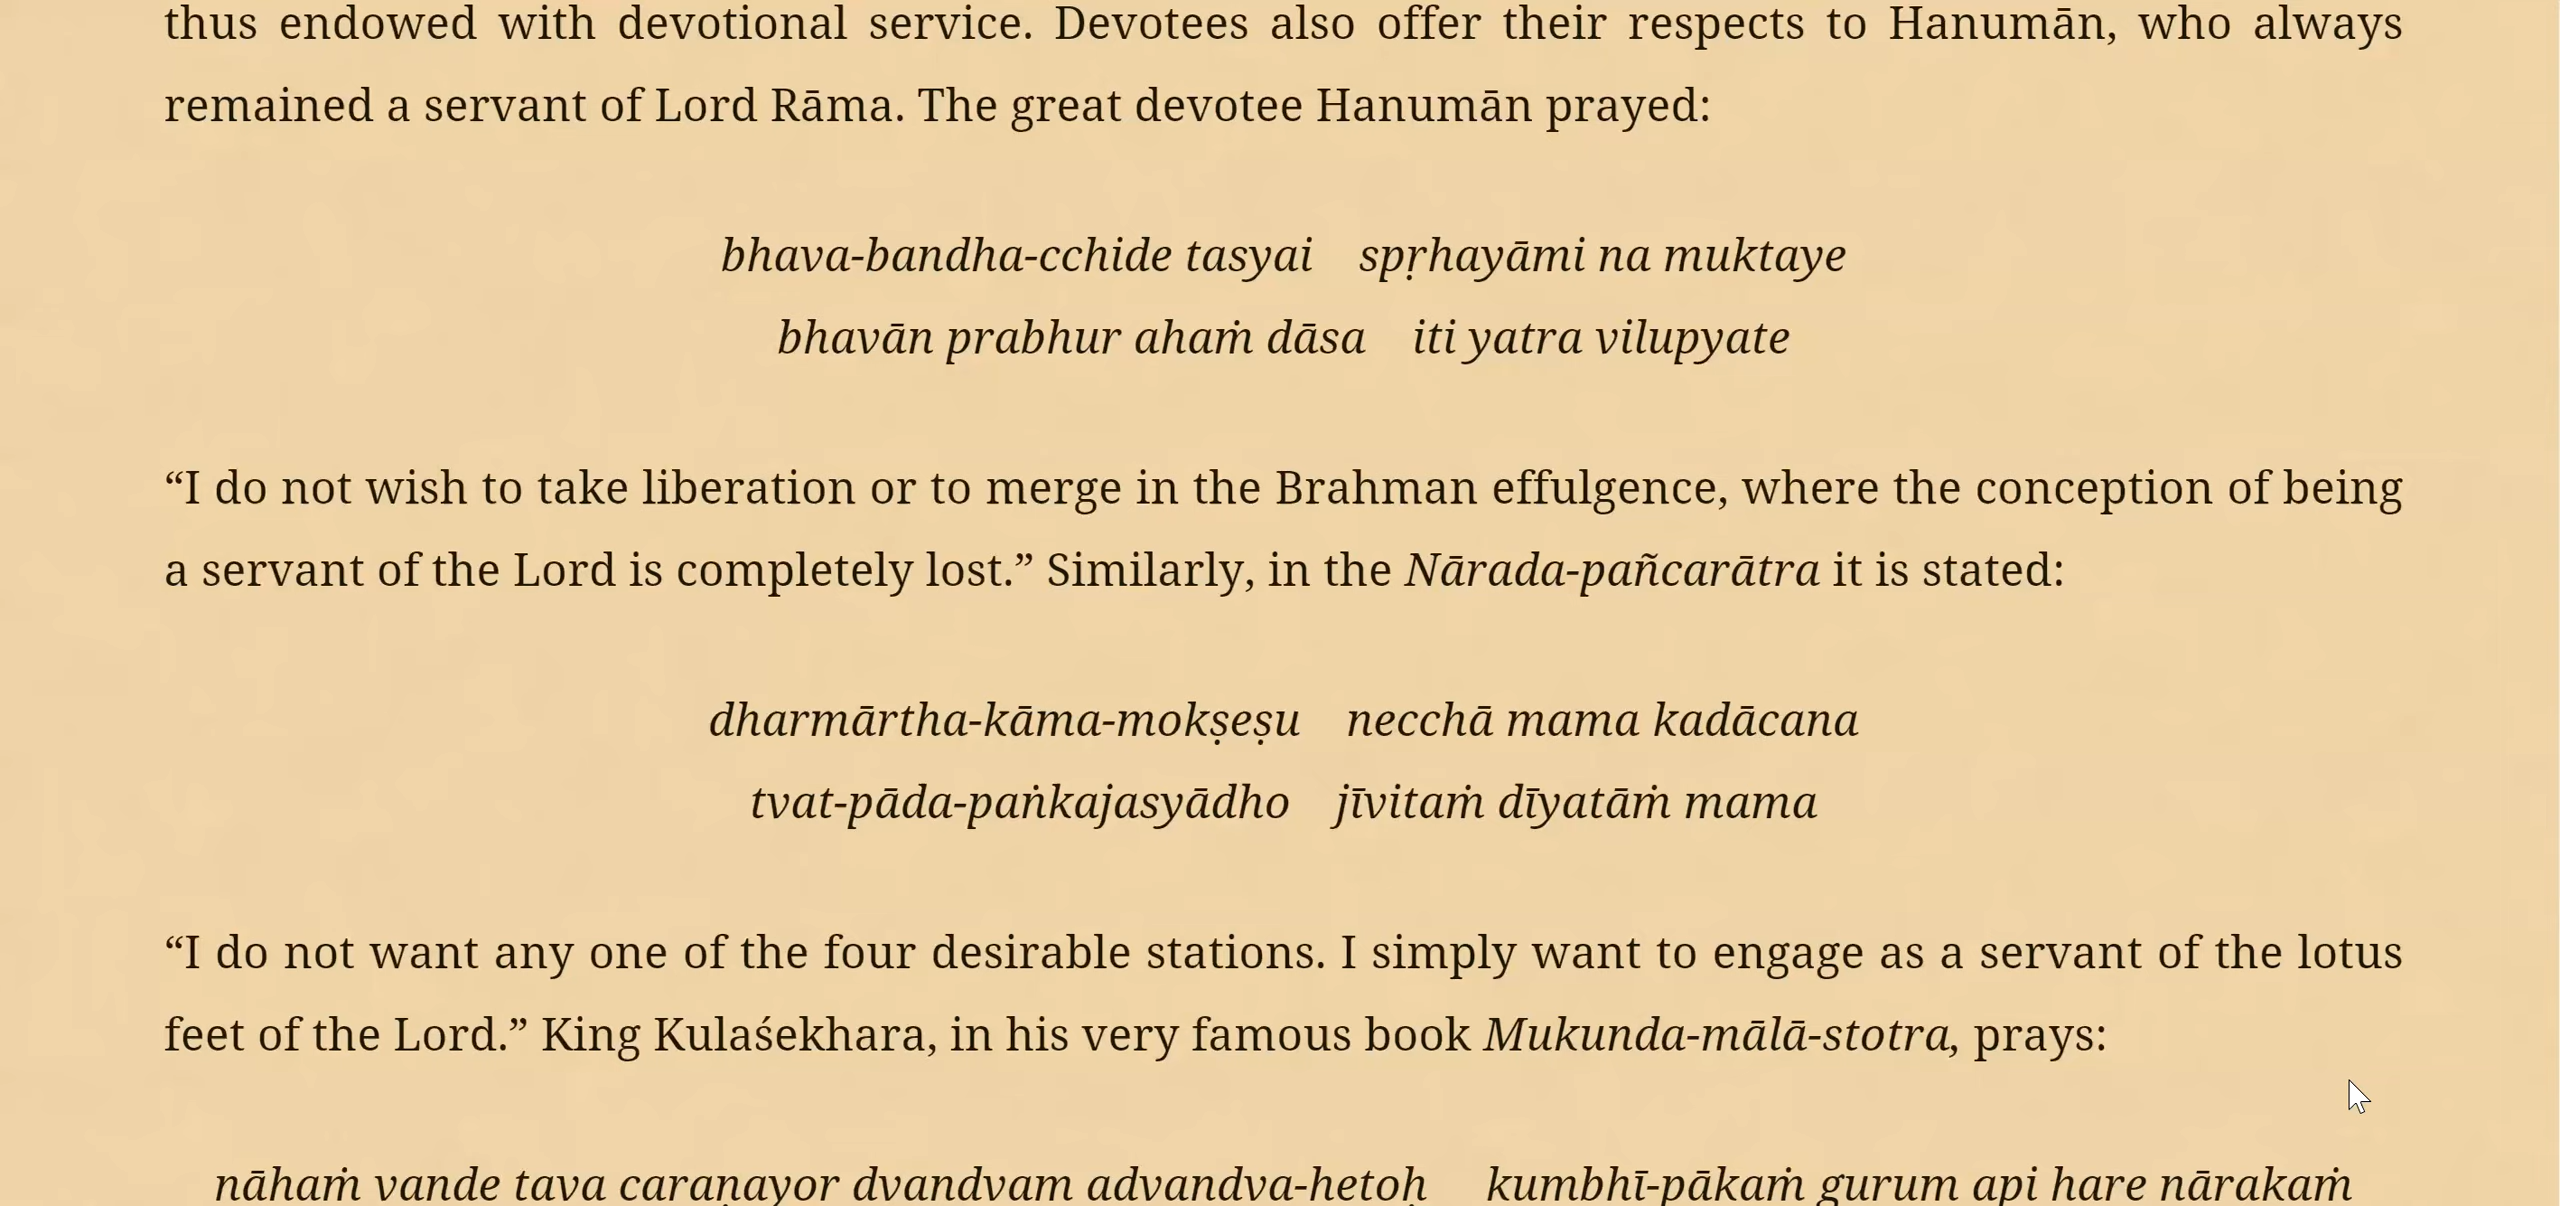 thus endowed with devotional service. Devotees also offer their respects to Hanumān, who always
remained a servant of Lord Rāma. The great devotee Hanumān prayed:
bhava-bandha-cchide tasyai spṛhayāmi na muktaye
bhavān prabhur ahaṁ dāsa iti yatra vilupyate
“I do not wish to take liberation or to merge in the Brahman effulgence, where the conception of being
a servant of the Lord is completely lost.” Similarly, in the Nārada-pañcarātra it is stated:
dharmārtha-kāma-mokṣeṣu necchā mama kadācana
tvat-pāda-paṅkajasyādho jīvitaṁ dīyatāṁ mama
“I do not want any one of the four desirable stations. I simply want to engage as a servant of the lotus
feet of the Lord.” King Kulaśekhara, in his very famous book Mukunda-mālā-stotra, prays:
nāhaṁ vande tava caraṇayor dvandvam advandva-hetoḥ kumbhī-pākaṁ gurum api hare nārakaṁ